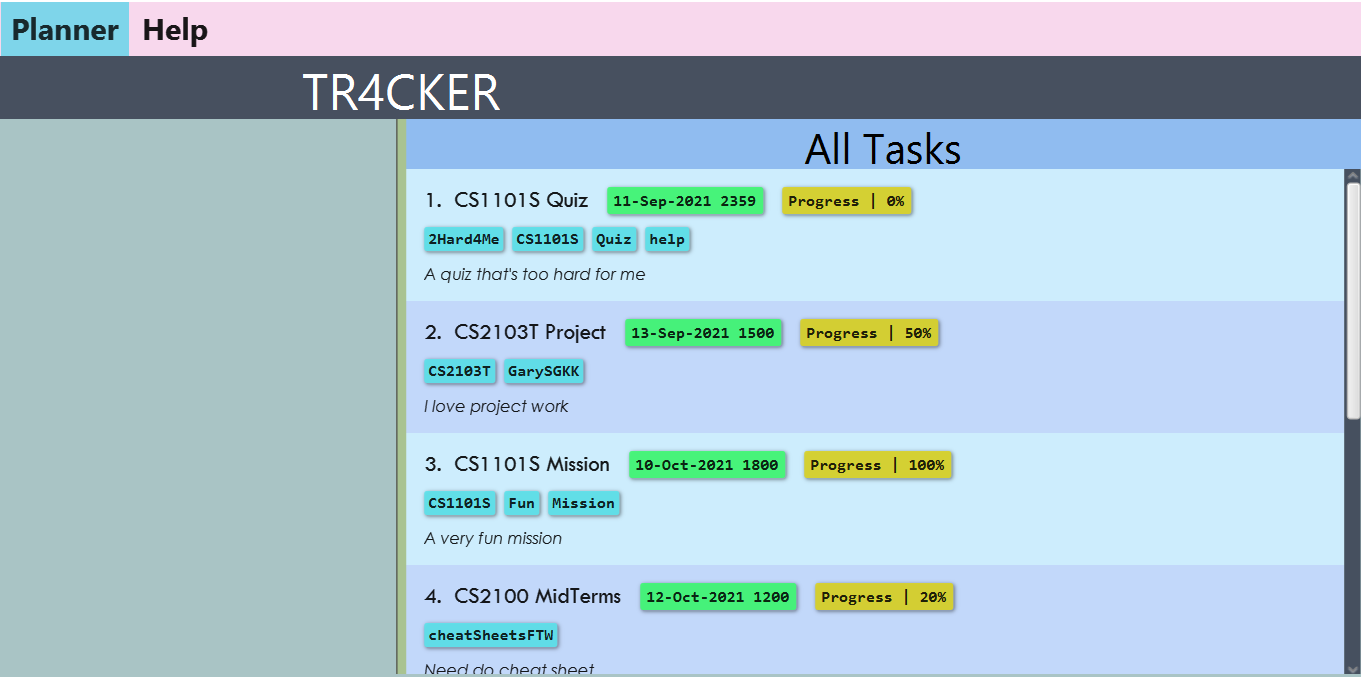 Planner Help
TR4CKER
All Tasks
1. CS1101S Quiz 11-Sep-2021 2359 Progress | 0%
2Hard4Me CS1101S Quiz help
A quiz that's too hard for me
2. CS2103T Project 13-Sep-2021 1500 Progress | 50%
CS2103T GarySGKK
I love project work
3. CS1101S Mission 10-Oct-2021 1800 Progress | 100%
CS1101S Fun Mission
A very fun mission
4. CS2100 MidTerms 12-Oct-2021 1200 Progress | 20%
cheatSheetsFTW
Need do cheat sheet